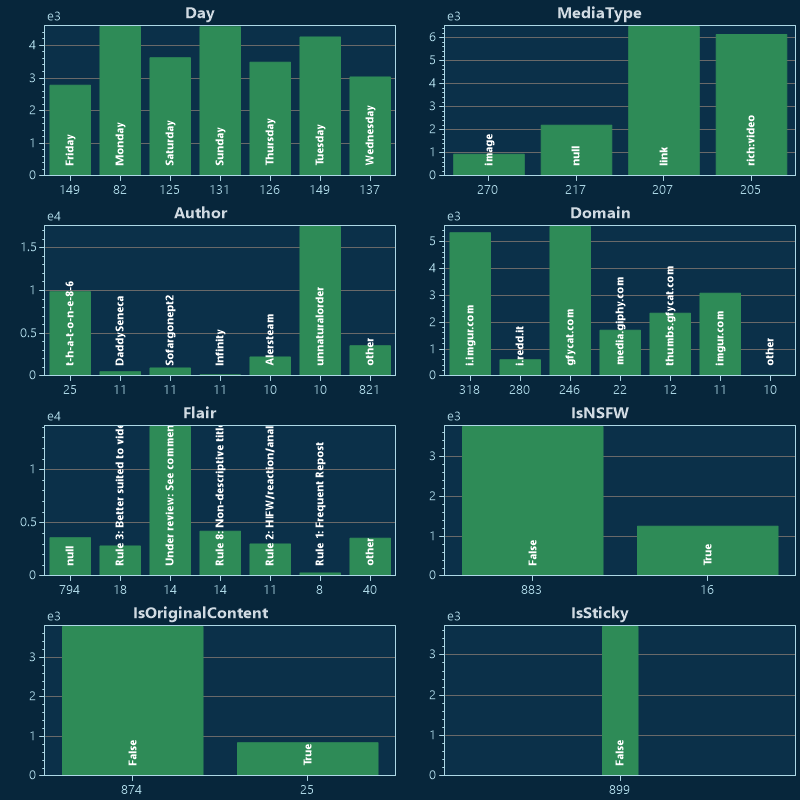 Day
e3
4
3
2
1
0
Friday
Monday
Saturday
Sunday
Thursday
Tuesday
Wednesday
149 82 125 131 126 149 137
MediaType
e3
6
5
4
3
2
1
0
image
null
link
rich:video
270 217 207 205
Author
e4
1.5
1
0.5
0
t-h-a-t-o-n-e-8-6
DaddySeneca
Sofargonept2
Infinity
Alersteam
unnaturalorder
other
25 11 11 11 10 10 821
Domain
e3
5
4
3
2
1
0
i.imgur.com
i.redd.it
gfycat.com
media.giphy.com
thumbs.gfycat.com
imgur.com
other
318 280 246 22 12 11 10
Flair
e4
1
0.5
0
null
Rule 3: Better suited to vide
Under review: See commen
Rule 8: Non-descriptive title
Rule 2: HIFW/reaction/anal
Rule 1: Frequent Repost
other
794 18 14 14 11 8 40
IsNSFW
e3
3
2
1
0
False
True
883 16
IsOriginalContent
e3
3
2
1
0
False
True
874 25
IsSticky
e3
3
2
1
0
False
899